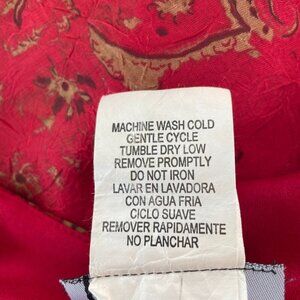 MACHINE WASH COLD
GENTLE CYCLE
TUMBLE DRY LOW
REMOVE PROMPTLY
DO NOT IRON
LAVAR EN LAVADORA
CON AGUA FRIA
CICLO SUAVE
REMOVER RAPIDAMENTE
NO PLANCHAR